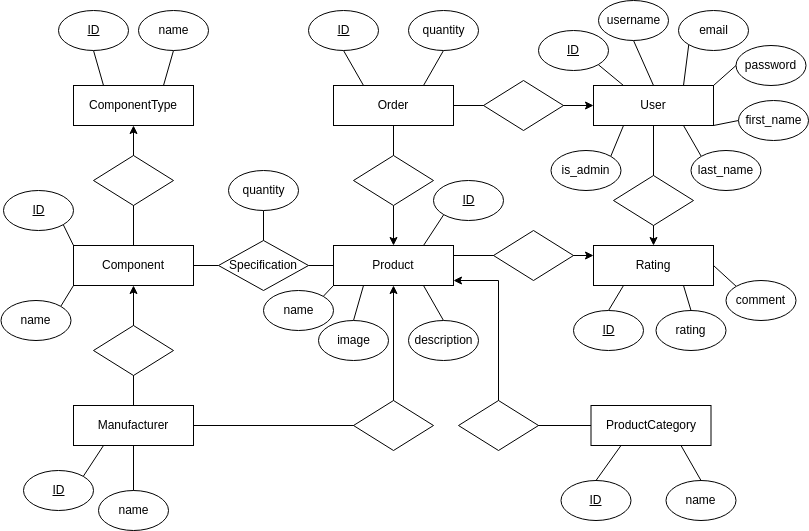 username
ID
name
ID
quantity
ID
email
password
ComponentType
Order
User
first_name
is_admin
last_name
quantity
ID
ID
Component
Specification
Product
Rating
name
comment
name
image
description
ID
rating
Manufacturer
ProductCategory
ID
name
ID
name